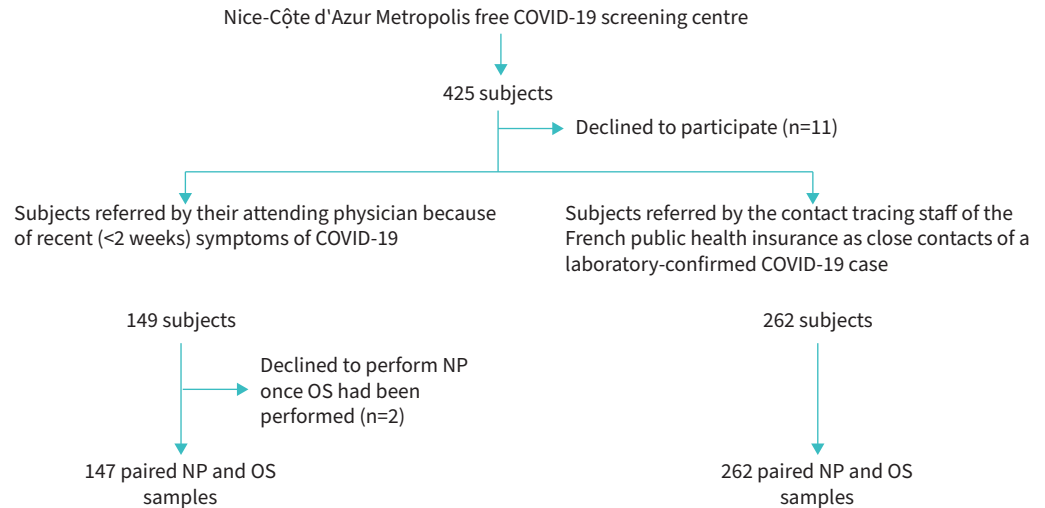 Nice-Côte d'Azur Metropolis free COVID-19 screening centre
425 subjects
Declined to participate (n=11)
Subjects referred by their attending physician because
of recent (<2 weeks) symptoms of COVID-19
Subjects referred by the contact tracing staff of the
French public health insurance as close contacts of a
laboratory-confirmed COVID-19 case
149 subjects
262 subjects
Declined to perform NP
once OS had been
performed (n=2)
147 paired NP and OS
samples
262 paired NP and OS
samples